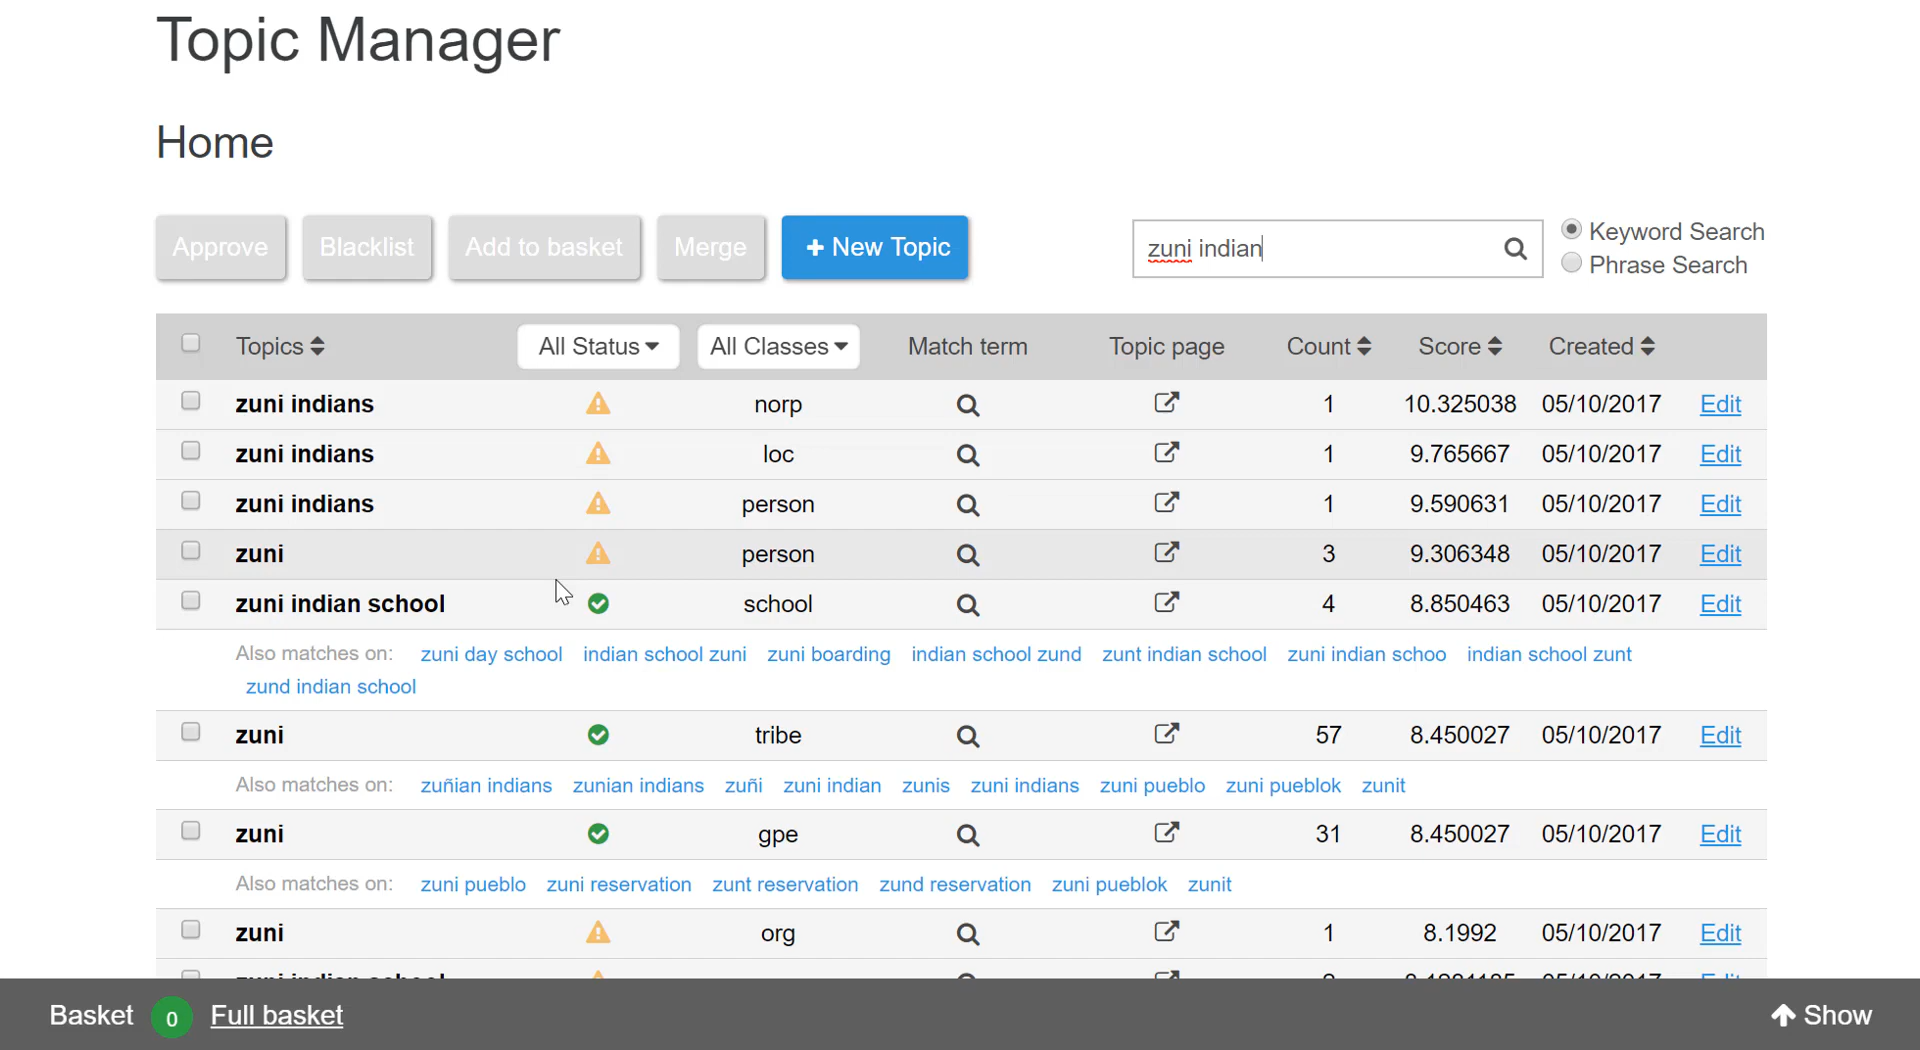 Topic Manager
Home
Approve Blacklist Add to basket Merge + New Topic zuni indian Keyword Search
Phrase Search
Topics All Status All Classes Match term Topic page Count Score Created
zuni indians norp 1 10.325038 05/10/2017 Edit
zuni indians loc 1 9.765667 05/10/2017 Edit
zuni indians person 1 9.590631 05/10/2017 Edit
zuni person 3 9.306348 05/10/2017 Edit
zuni indian school school 4 8.850463 05/10/2017 Edit
Also matches on: zuni day school indian school zuni zuni boarding indian school zund zunt indian school zuni indian schoo indian school zunt
zund indian school
zuni tribe 57 8.450027 05/10/2017 Edit
Also matches on: zuñian indians zunian indians zuñi zuni indian zunis zuni indians zuni pueblo zuni pueblok zunit
zuni gpe 31 8.450027 05/10/2017 Edit
Also matches on: zuni pueblo zuni reservation zunt reservation zund reservation zuni pueblok zunit
zuni org 1 8.1992 05/10/2017 Edit
zuni indian school 05/10/2017 Edit
Basket 0 Full basket Show